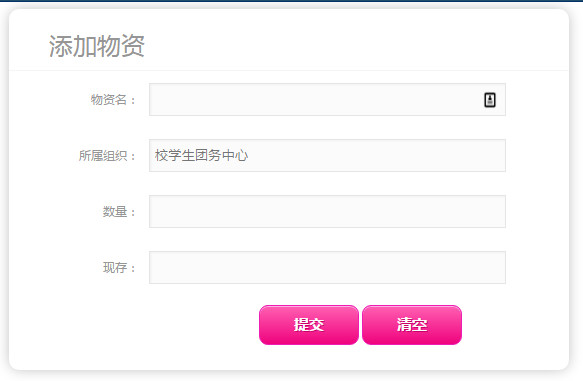 添加物资
物资名：
所属组织： 校学生团务中心
数量：
现存：
提交 清空